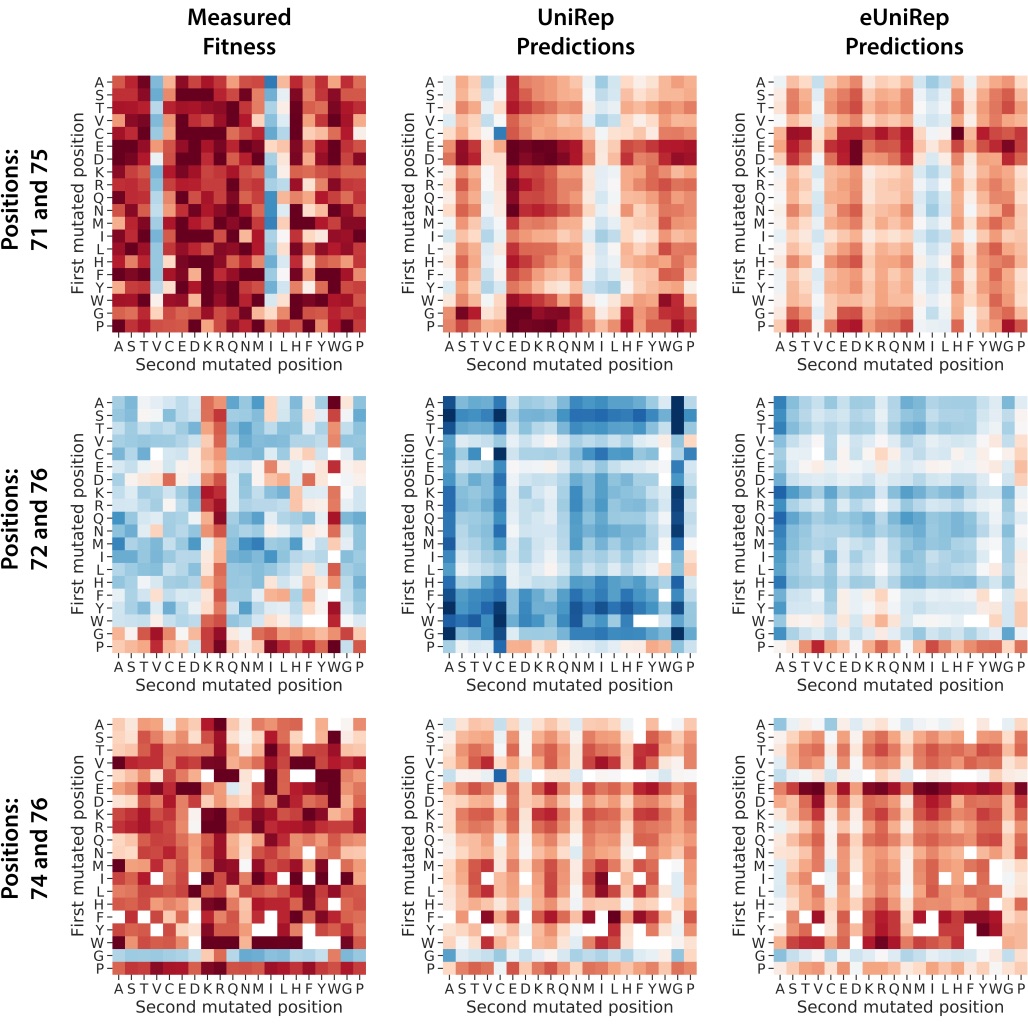 Measured
Fitness
UniRep
Predictions
eUniRep
Predictions
Positions:
71 and 75
First mutated position
A
S
T
V
C
E
D
K
R
Q
N
M
I
L
H
F
Y
W
G
P
A S T V C E D K R Q N M I L H F Y W G P
Second mutated position
First mutated position
A
S
T
V
C
E
D
K
R
Q
N
M
I
L
H
F
Y
W
G
P
A S T V C E D K R Q N M I L H F Y W G P
Second mutated position
First mutated position
A
S
T
V
C
E
D
K
R
Q
N
M
I
L
H
F
Y
W
G
P
A S T V C E D K R Q N M I L H F Y W G P
Second mutated position
Positions:
72 and 76
First mutated position
A
S
T
V
C
E
D
K
R
Q
N
M
I
L
H
F
Y
W
G
P
A S T V C E D K R Q N M I L H F Y W G P
Second mutated position
First mutated position
A
S
T
V
C
E
D
K
R
Q
N
M
I
L
H
F
Y
W
G
P
A S T V C E D K R Q N M I L H F Y W G P
Second mutated position
First mutated position
A
S
T
V
C
E
D
K
R
Q
N
M
I
L
H
F
Y
W
G
P
A S T V C E D K R Q N M I L H F Y W G P
Second mutated position
Positions:
74 and 76
First mutated position
A
S
T
V
C
E
D
K
R
Q
N
M
I
L
H
F
Y
W
G
P
A S T V C E D K R Q N M I L H F Y W G P
Second mutated position
First mutated position
A
S
T
V
C
E
D
K
R
Q
N
M
I
L
H
F
Y
W
G
P
A S T V C E D K R Q N M I L H F Y W G P
Second mutated position
First mutated position
A
S
T
V
C
E
D
K
R
Q
N
M
I
L
H
F
Y
W
G
P
A S T V C E D K R Q N M I L H F Y W G P
Second mutated position